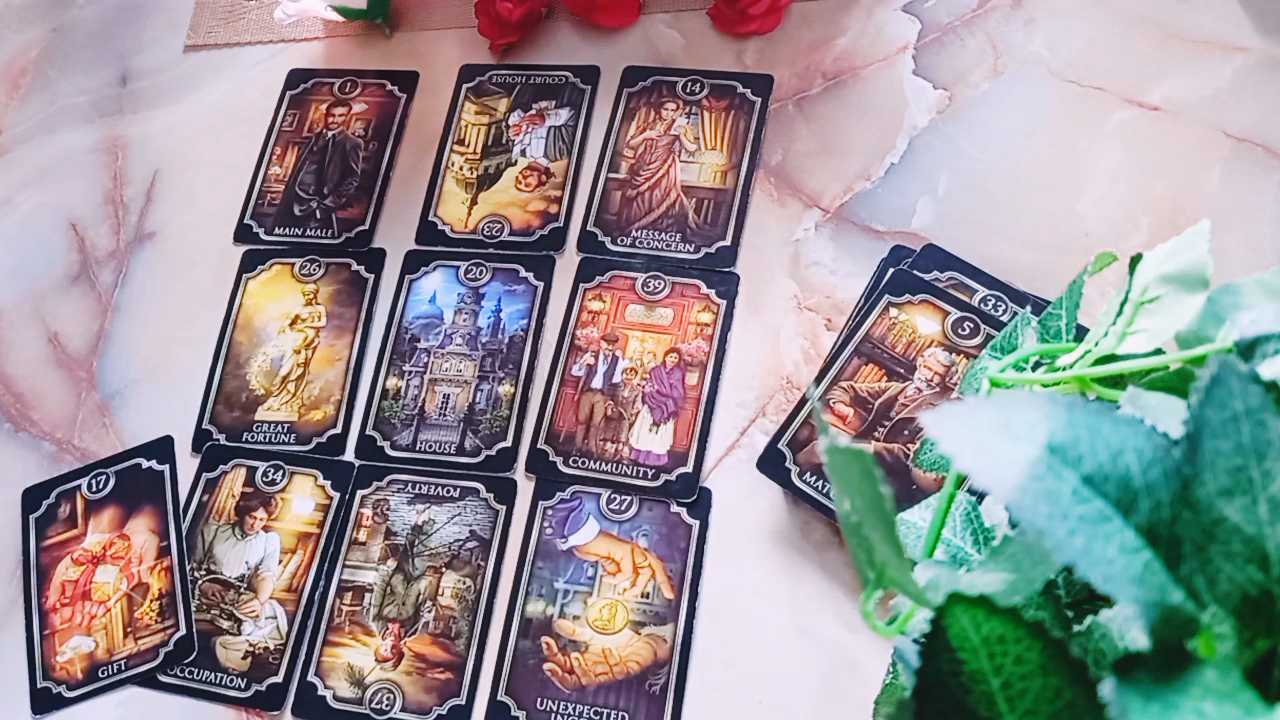 1
MAIN MALE
COURT HOUSE
23
14
MESSAGE
OF CONCERN
26
GREAT
FORTUNE
20
HOUSE
39
COMMUNITY
33
5
17
GIFT
34
OCCUPATION
POVERTY
37
27
UNEXPECTED